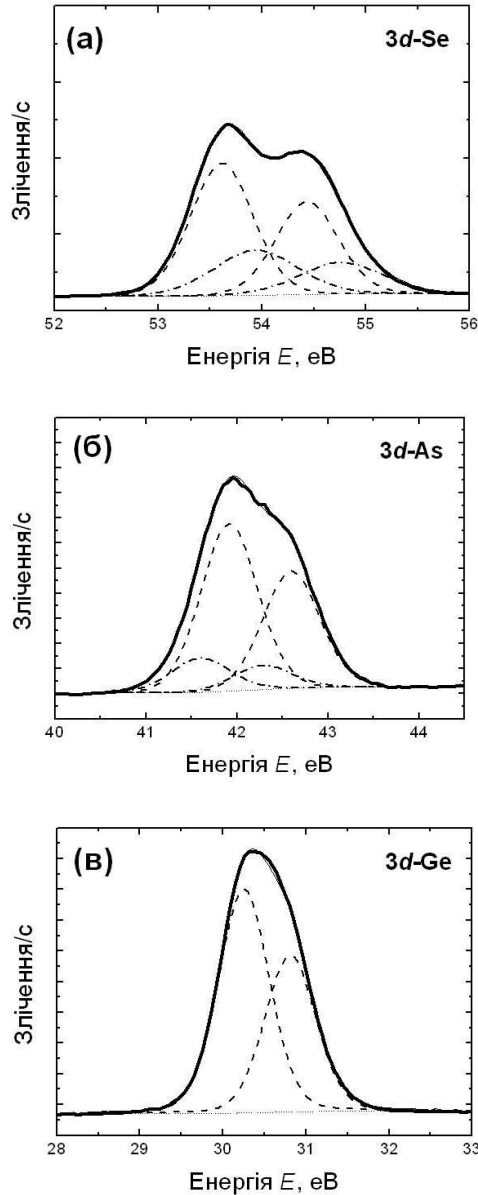 (а)
3d-Se
Злічення/с
52 53 54 55 56
Енергія E, еВ
(б)
3d-As
Злічення/с
40 41 42 43 44
Енергія E, еВ
(в)
3d-Ge
Злічення/с
28 29 30 31 32 33
Енергія E, еВ